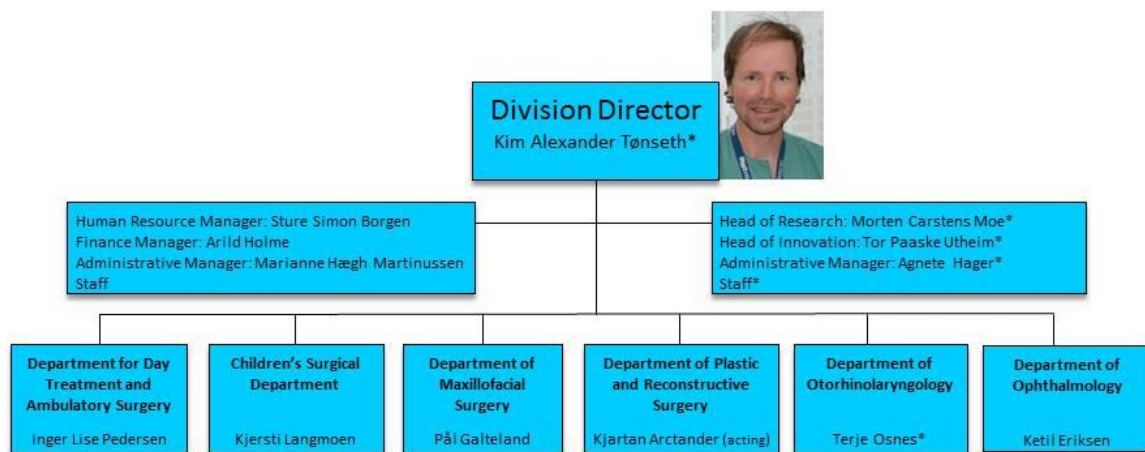 Division Director
Kim Alexander Tønseth*
Human Resource Manager: Sture Simon Borgen
Finance Manager: Arild Holme
Administrative Manager: Marianne Hægh Martinussen
Staff
Head of Research: Morten Carstens Moe*
Head of Innovation: Tor Paaske Utheim*
Administrative Manager: Agnete Hager*
Staff*
Department for Day
Treatment and
Ambulatory Surgery
Inger Lise Pedersen
Children's Surgical
Department
Kjersti Langmoen
Department of
Maxillofacial
Surgery
Pål Galteland
Department of Plastic
and Reconstructive
Surgery
Kjartan Arctander (acting)
Department of
Otorhinolaryngology
Terje Osnes*
Department of
Ophthalmology
Ketil Eriksen